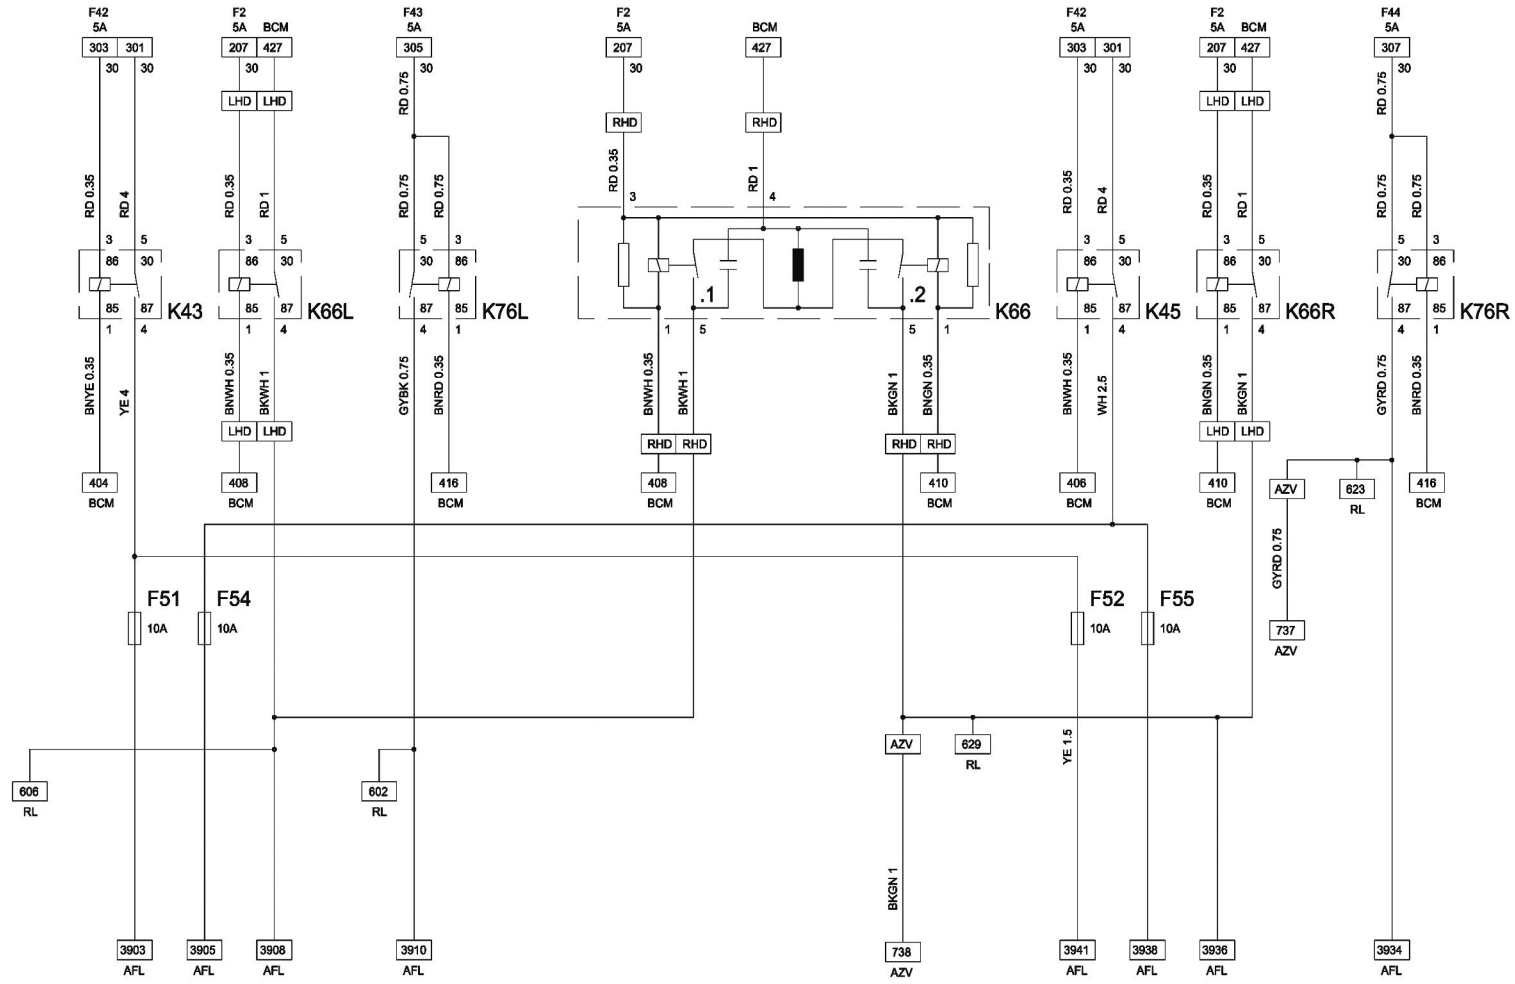 F42 F2 F43 F2 F42 F2 F44
5A 5A BCM 5A 5A BCM 5A 5A BCM 5A
303 301 207 427 305 207 427 303 301 207 427 307
30 30 30 30 30 30 30 30 30
LHD LHD LHD LHD
RD 0.75 RD 0.75
RHD RHD
RD 0.35 RD 4 RD 0.35 RD 1 RD 0.75 RD 0.75 RD 0.35 RD 1 RD 0.35 RD 4 RD 0.35 RD 1 RD 0.75 RD 0.75
3 4
3 5 3 5 5 3 3 5 3 5 5 3
86 30 86 30 30 86 86 30 86 30 30 86
.1 .2
85 87 K43 85 87 K66L 87 85 K76L K66 85 87 K45 85 87 K66R 87 85 K76R
1 4 1 4 4 1 1 5 5 1 1 4 1 4 4 1
BNYE 0.35 YE 4 BNWH 0.35 BKWH 1 GYBK 0.75 BNRD 0.35 BNWH 0.35 BKWH 1 BKGN 1 BNGN 0.35 BNWH 0.35 WH 2.5 BNGN 0.35 BKGN 1 GYRD 0.75 BNRD 0.35
LHD LHD LHD LHD
RHD RHD RHD RHD
404 408 416 408 410 406 410 AZV 623 416
BCM BCM BCM BCM BCM BCM BCM RL BCM
GYRD 0.75
F51 F54 F52 F55
10A 10A 10A 10A
737
AZV
AZV 629
RL
YE 1.5
606 602
RL RL
BKGN 1
3903 3905 3908 3910 738 3941 3938 3936 3934
AFL AFL AFL AFL AZV AFL AFL AFL AFL